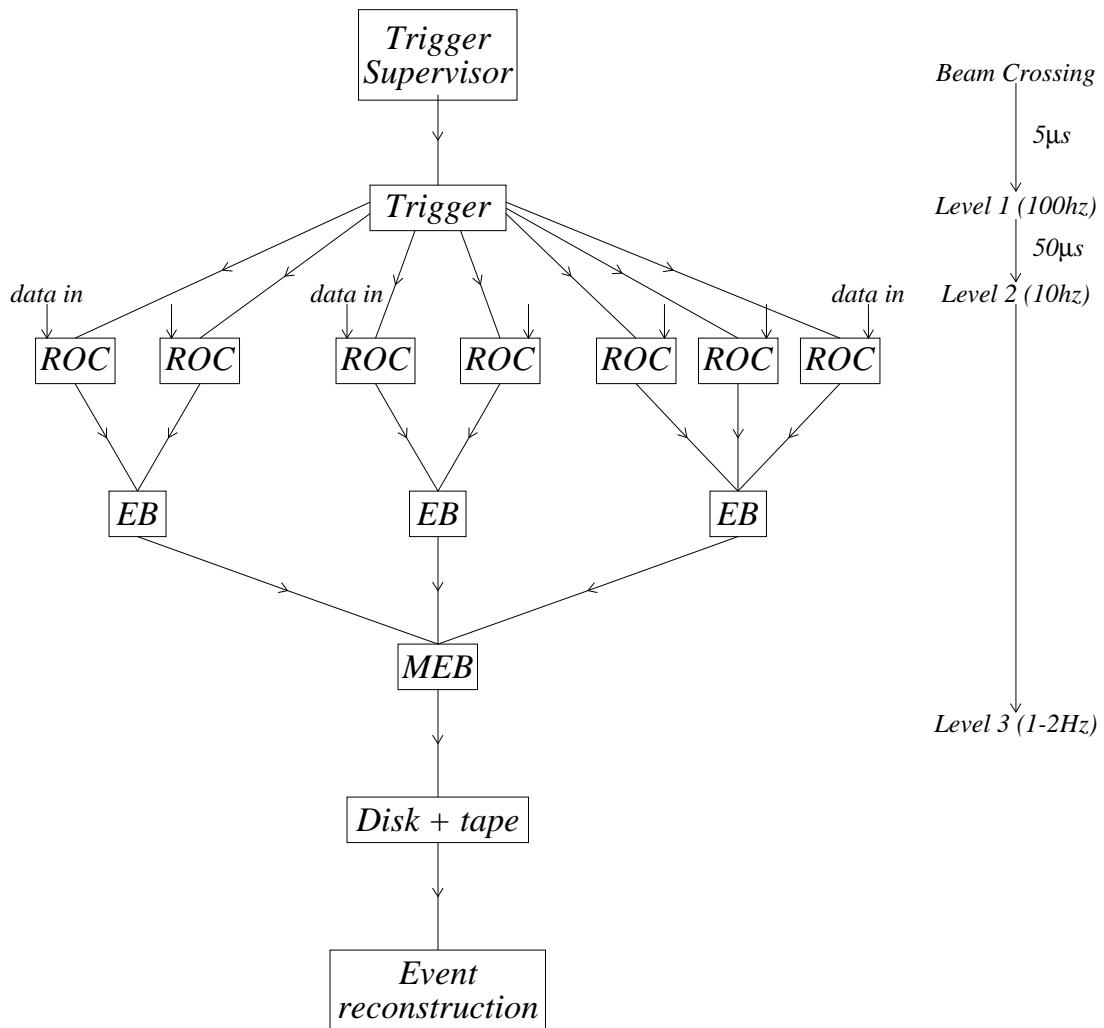 Trigger
Supervisor
Beam Crossing
5μs
Trigger
Level 1 (100hz)
50μs
data in
data in
data in
Level 2 (10hz)
ROC
ROC
ROC
ROC
ROC
ROC
ROC
EB
EB
EB
MEB
Level 3 (1-2Hz)
Disk + tape
Event
reconstruction